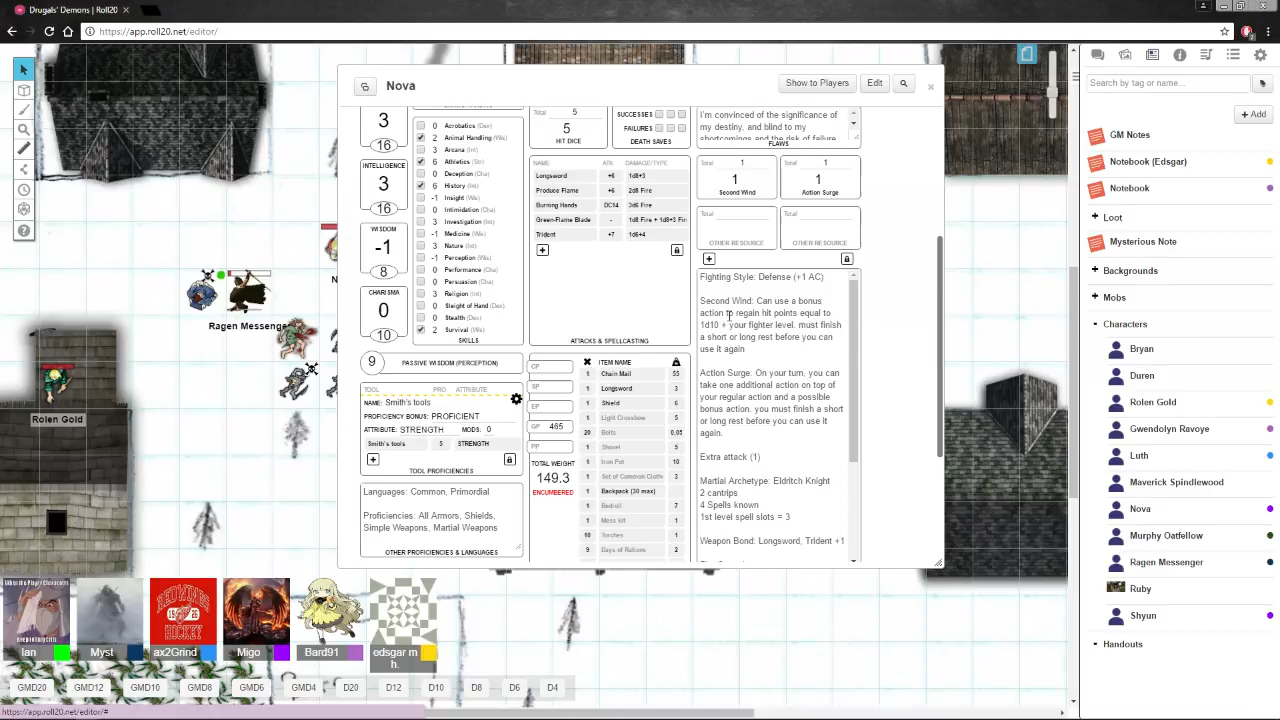 Drugals' Demons | Roll20
https://app.roll20.net/editor/
Nova
Show to Players
Edit
3
16
INTELLIGENCE
3
16
WISDOM
-1
8
CHARISMA
0
10
0 Acrobatics (Dex)
2 Animal Handling (Wis)
3 Arcana (Int)
6 Athletics (Str)
0 Deception (Cha)
6 History (Int)
-1 Insight (Wis)
0 Intimidation (Cha)
3 Investigation (Int)
-1 Medicine (Wis)
3 Nature (Int)
-1 Perception (Wis)
0 Performance (Cha)
0 Persuasion (Cha)
3 Religion (Int)
0 Sleight of Hand (Dex)
0 Stealth (Dex)
2 Survival (Wis)
SKILLS
9 PASSIVE WISDOM (PERCEPTION)
TOOL PRO ATTRIBUTE
NAME: Smith's tools
PROFICIENCY BONUS: PROFICIENT
ATTRIBUTE: STRENGTH MODS: 0
Smith's tools 5 STRENGTH
TOOL PROFICIENCIES
Languages: Common, Primordial
Proficiencies: All Armors, Shields,
Simple Weapons, Martial Weapons
OTHER PROFICIENCIES & LANGUAGES
Total 5
5
HIT DICE
SUCCESSES
FAILURES
DEATH SAVES
NAME ATK DAMAGE/TYPE
Longsword +6 1d8+3
Produce Flame +6 2d8 Fire
Burning Hands DC14 3d6 Fire
Green-Flame Blade - 1d8 Fire + 1d8+3 Fin
Trident +7 1d6+4
ATTACKS & SPELLCASTING
CP
SP
EP
GP 465
PP
TOTAL WEIGHT
149.3
ENCUMBERED
ITEM NAME
1 Chain Mail 55
1 Longsword 3
1 Shield 6
1 Light Crossbow 5
20 Bolts 0.05
1 Shovel 5
1 Iron Pot 10
1 Set of Common Clothe 3
1 Backpack (30 max)
1 Bedroll 7
1 Mess kit 1
10 Torches 1
9 Days of Rations 2
I'm convinced of the significance of
my destiny, and blind to my
shortcomings and the risk of failure
FLAWS
Total 1
1
Second Wind
Total 1
1
Action Surge
Total
OTHER RESOURCE
Total
OTHER RESOURCE
Fighting Style: Defense (+1 AC)
Second Wind: Can use a bonus
action to regain hit points equal to
1d10 + your fighter level. must finish
a short or long rest before you can
use it again
Action Surge: On your turn, you can
take one additional action on top of
your regular action and a possible
bonus action. you must finish a short
or long rest before you can use it
again.
Extra attack (1)
Martial Archetype: Eldritch Knight
2 cantrips
4 Spells known
1st level spell slots = 3
Weapon Bond: Longsword, Trident +1
Ragen Messenge
Rolen Gold
Ian
Myst
REDWINGS
19 26
HOCKEY
ax2Grind
Migo
Bard91
edsgar m
h.
GMD20
GMD12
GMD10
GMD8
GMD6
GMD4
D20
D12
D10
D8
D6
D4
https://app.roll20.net/editor/#
Search by tag or name...
+ Add
GM Notes
Notebook (Edsgar)
Notebook
+ Loot
Mysterious Note
+ Backgrounds
+ Mobs
- Characters
Bryan
Duren
Rolen Gold
Gwendolyn Ravoye
Luth
Maverick Spindlewood
Nova
Murphy Oatfellow
Ragen Messenger
Ruby
Shyun
- Handouts